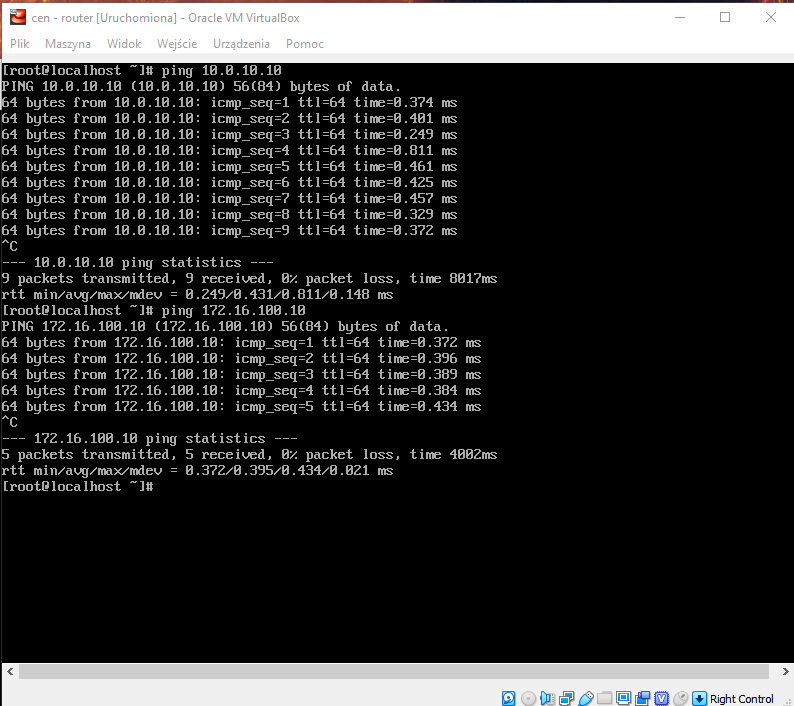 cen - router [Uruchomiona] - Oracle VM VirtualBox
Plik Maszyna Widok Wejście Urządzenia Pomoc
[root@localhost ~]# ping 10.0.10.10
PING 10.0.10.10 (10.0.10.10) 56(84) bytes of data.
64 bytes from 10.0.10.10: icmp_seq=1 ttl=64 time=0.374 ms
64 bytes from 10.0.10.10: icmp_seq=2 ttl=64 time=0.401 ms
64 bytes from 10.0.10.10: icmp_seq=3 ttl=64 time=0.249 ms
64 bytes from 10.0.10.10: icmp_seq=4 ttl=64 time=0.811 ms
64 bytes from 10.0.10.10: icmp_seq=5 ttl=64 time=0.461 ms
64 bytes from 10.0.10.10: icmp_seq=6 ttl=64 time=0.425 ms
64 bytes from 10.0.10.10: icmp_seq=7 ttl=64 time=0.457 ms
64 bytes from 10.0.10.10: icmp_seq=8 ttl=64 time=0.329 ms
64 bytes from 10.0.10.10: icmp_seq=9 ttl=64 time=0.372 ms
^C
--- 10.0.10.10 ping statistics ---
9 packets transmitted, 9 received, 0% packet loss, time 8017ms
rtt min/avg/max/mdev = 0.249/0.431/0.811/0.148 ms
[root@localhost ~]# ping 172.16.100.10
PING 172.16.100.10 (172.16.100.10) 56(84) bytes of data.
64 bytes from 172.16.100.10: icmp_seq=1 ttl=64 time=0.372 ms
64 bytes from 172.16.100.10: icmp_seq=2 ttl=64 time=0.396 ms
64 bytes from 172.16.100.10: icmp_seq=3 ttl=64 time=0.389 ms
64 bytes from 172.16.100.10: icmp_seq=4 ttl=64 time=0.384 ms
64 bytes from 172.16.100.10: icmp_seq=5 ttl=64 time=0.434 ms
^C
--- 172.16.100.10 ping statistics ---
5 packets transmitted, 5 received, 0% packet loss, time 4002ms
rtt min/avg/max/mdev = 0.372/0.395/0.434/0.021 ms
[root@localhost ~]#
Right Control